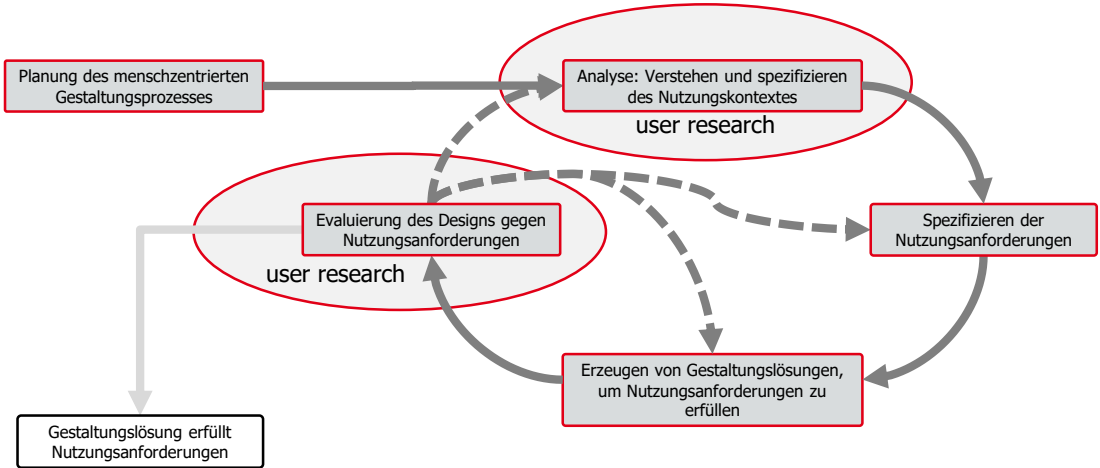 Planung des menschzentrierten
Gestaltungsprozesses
Analyse: Verstehen und spezifizieren
des Nutzungskontextes
user research
Evaluierung des Designs gegen
Nutzungsanforderungen
user research
Spezifizieren der
Nutzungsanforderungen
Erzeugen von Gestaltungslösungen,
um Nutzungsanforderungen zu
erfüllen
Gestaltungslösung erfüllt
Nutzungsanforderungen